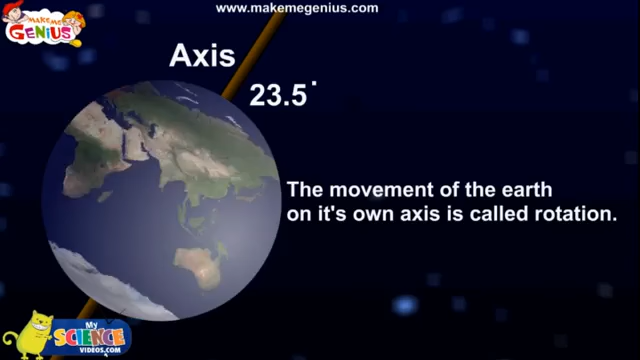 www.makemegenius.com
MAKE ME
GENIUS
Axis
23.5°
The movement of the earth
on it's own axis is called rotation.
My
SCIENCE
VIDEOS.COM